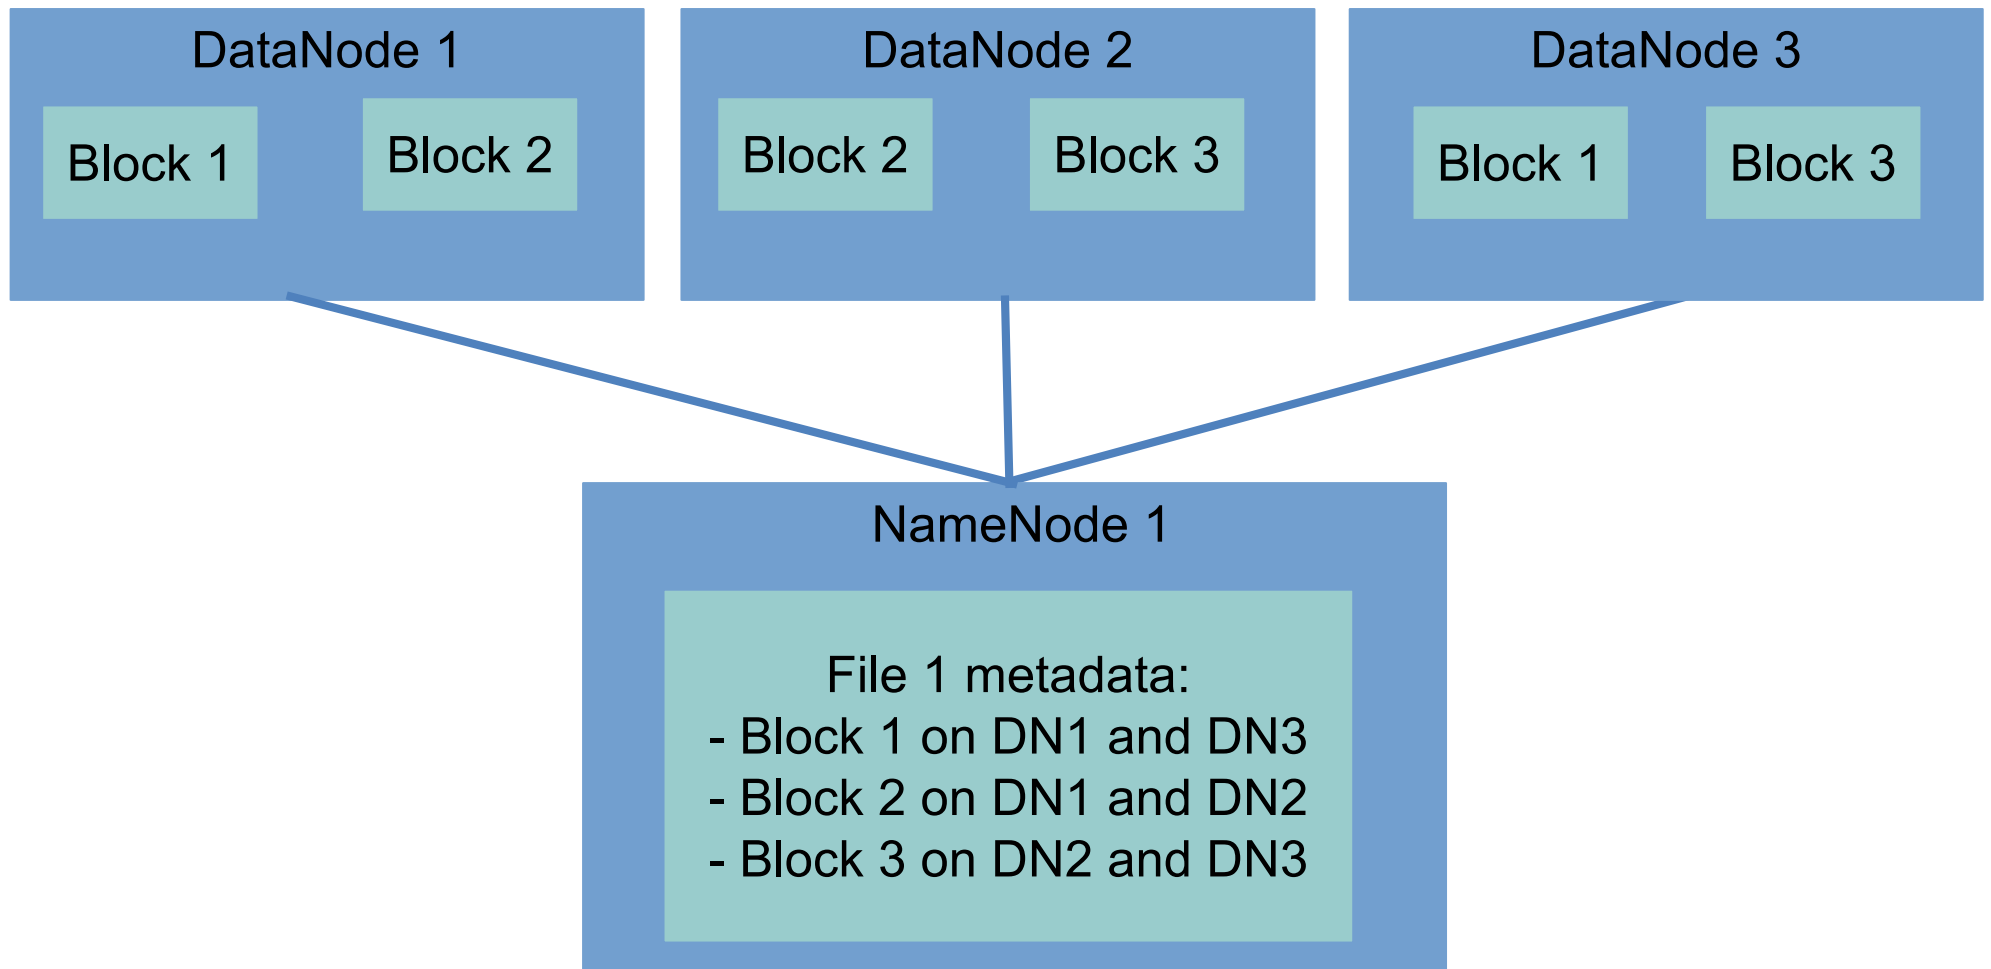 DataNode 1
Block 1
Block 2
DataNode 2
Block 2
Block 3
DataNode 3
Block 1
Block 3
NameNode 1
File 1 metadata:
- Block 1 on DN1 and DN3
- Block 2 on DN1 and DN2
- Block 3 on DN2 and DN3